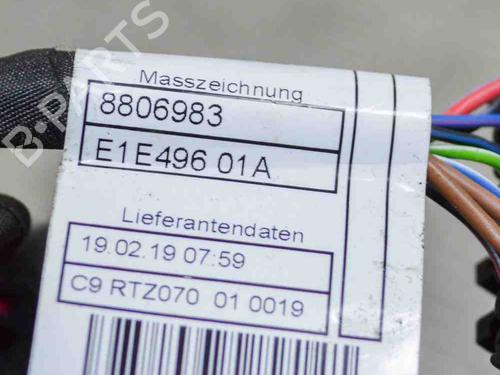 B-PARTS
Masszeichnung
8806983
E1E496 01A
Lieferantendaten
19.02.19 07:59
C9 RTZ070 01 0019